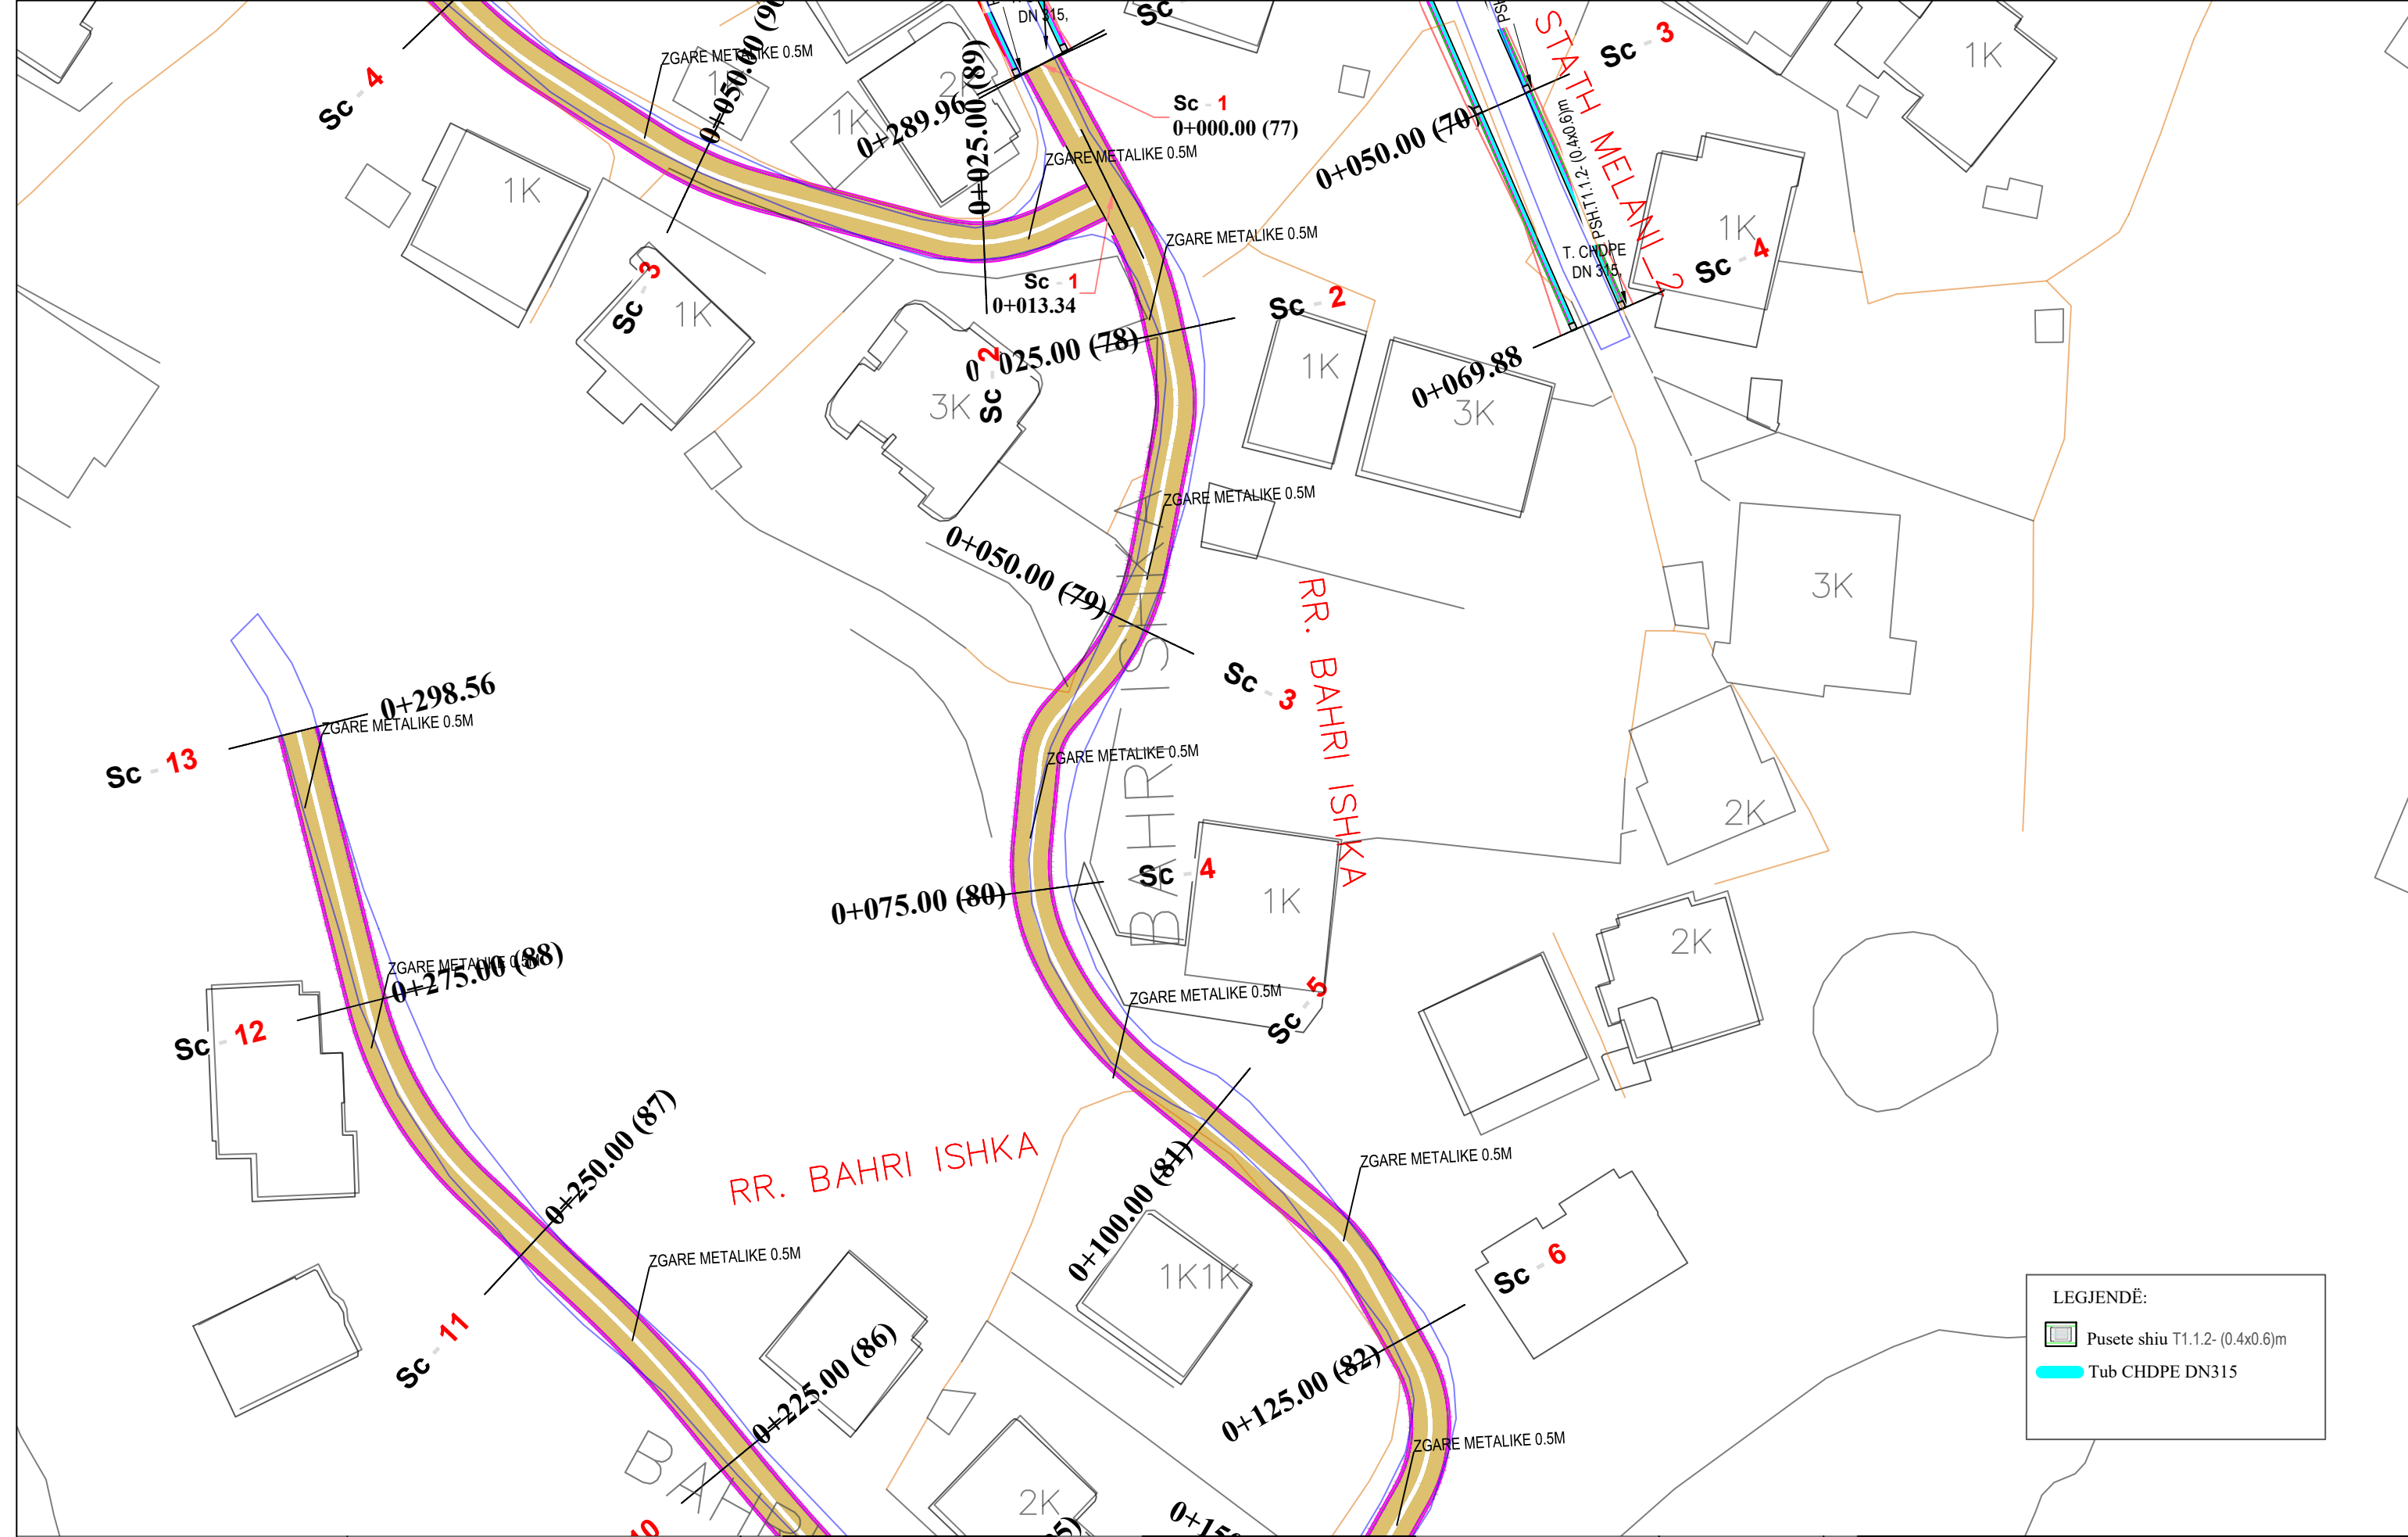 DN 315,
Sc - 3
Sc - 4
ZGARE METALIKE 0.5M
1K
1K
1K
2K
1K
0+289.96
0+025.00 (89)
Sc - 1
0+000.00 (77)
ZGARE METALIKE 0.5M
0+050.00 (70)
STATH MELANI_2
PSH.T1.1.2- (0.4x0.6)m
1K
1K
Sc - 4
T. CHDPE
DN 315,
ZGARE METALIKE 0.5M
Sc - 3
1K
Sc - 1
0+013.34
Sc - 2
025.00 (78)
Sc - 2
3K
1K
3K
0+069.88
ZGARE METALIKE 0.5M
0+050.00 (79)
3K
RR. BAHRI ISHKA
BAHRI ISHKA
Sc - 3
0+298.56
ZGARE METALIKE 0.5M
Sc - 13
ZGARE METALIKE 0.5M
2K
Sc - 4
0+075.00 (80)
1K
2K
ZGARE METALIKE 0.5M
0+275.00 (88)
ZGARE METALIKE 0.5M
Sc - 5
Sc - 12
0+250.00 (87)
RR. BAHRI ISHKA
0+100.00 (81)
ZGARE METALIKE 0.5M
ZGARE METALIKE 0.5M
1K1K
Sc - 6
Sc - 11
0+225.00 (86)
0+125.00 (82)
ZGARE METALIKE 0.5M
2K
10
LEGJENDË:
Pusete shiu T1.1.2- (0.4x0.6)m
Tub CHDPE DN315